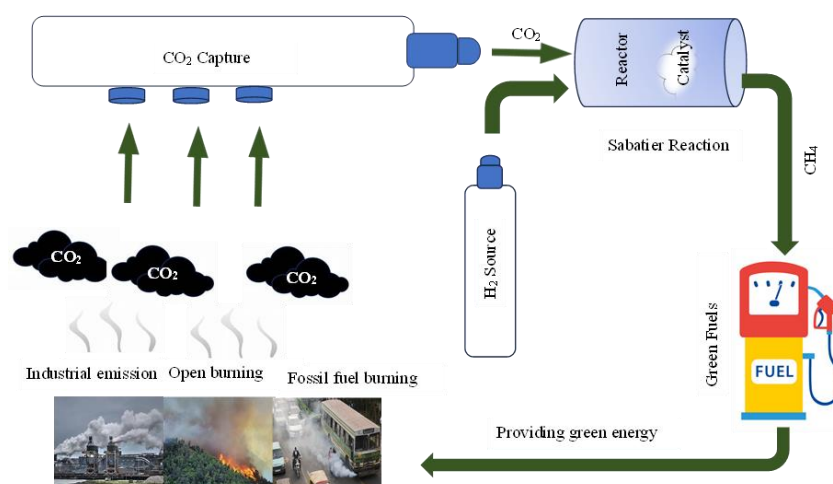 CO₂ Capture
CO₂
Reactor
Catalyst
Sabatier Reaction
CH₄
H₂ Source
CO₂
CO₂
CO₂
Industrial emission
Open burning
Fossil fuel burning
Green Fuels
FUEL
Providing green energy